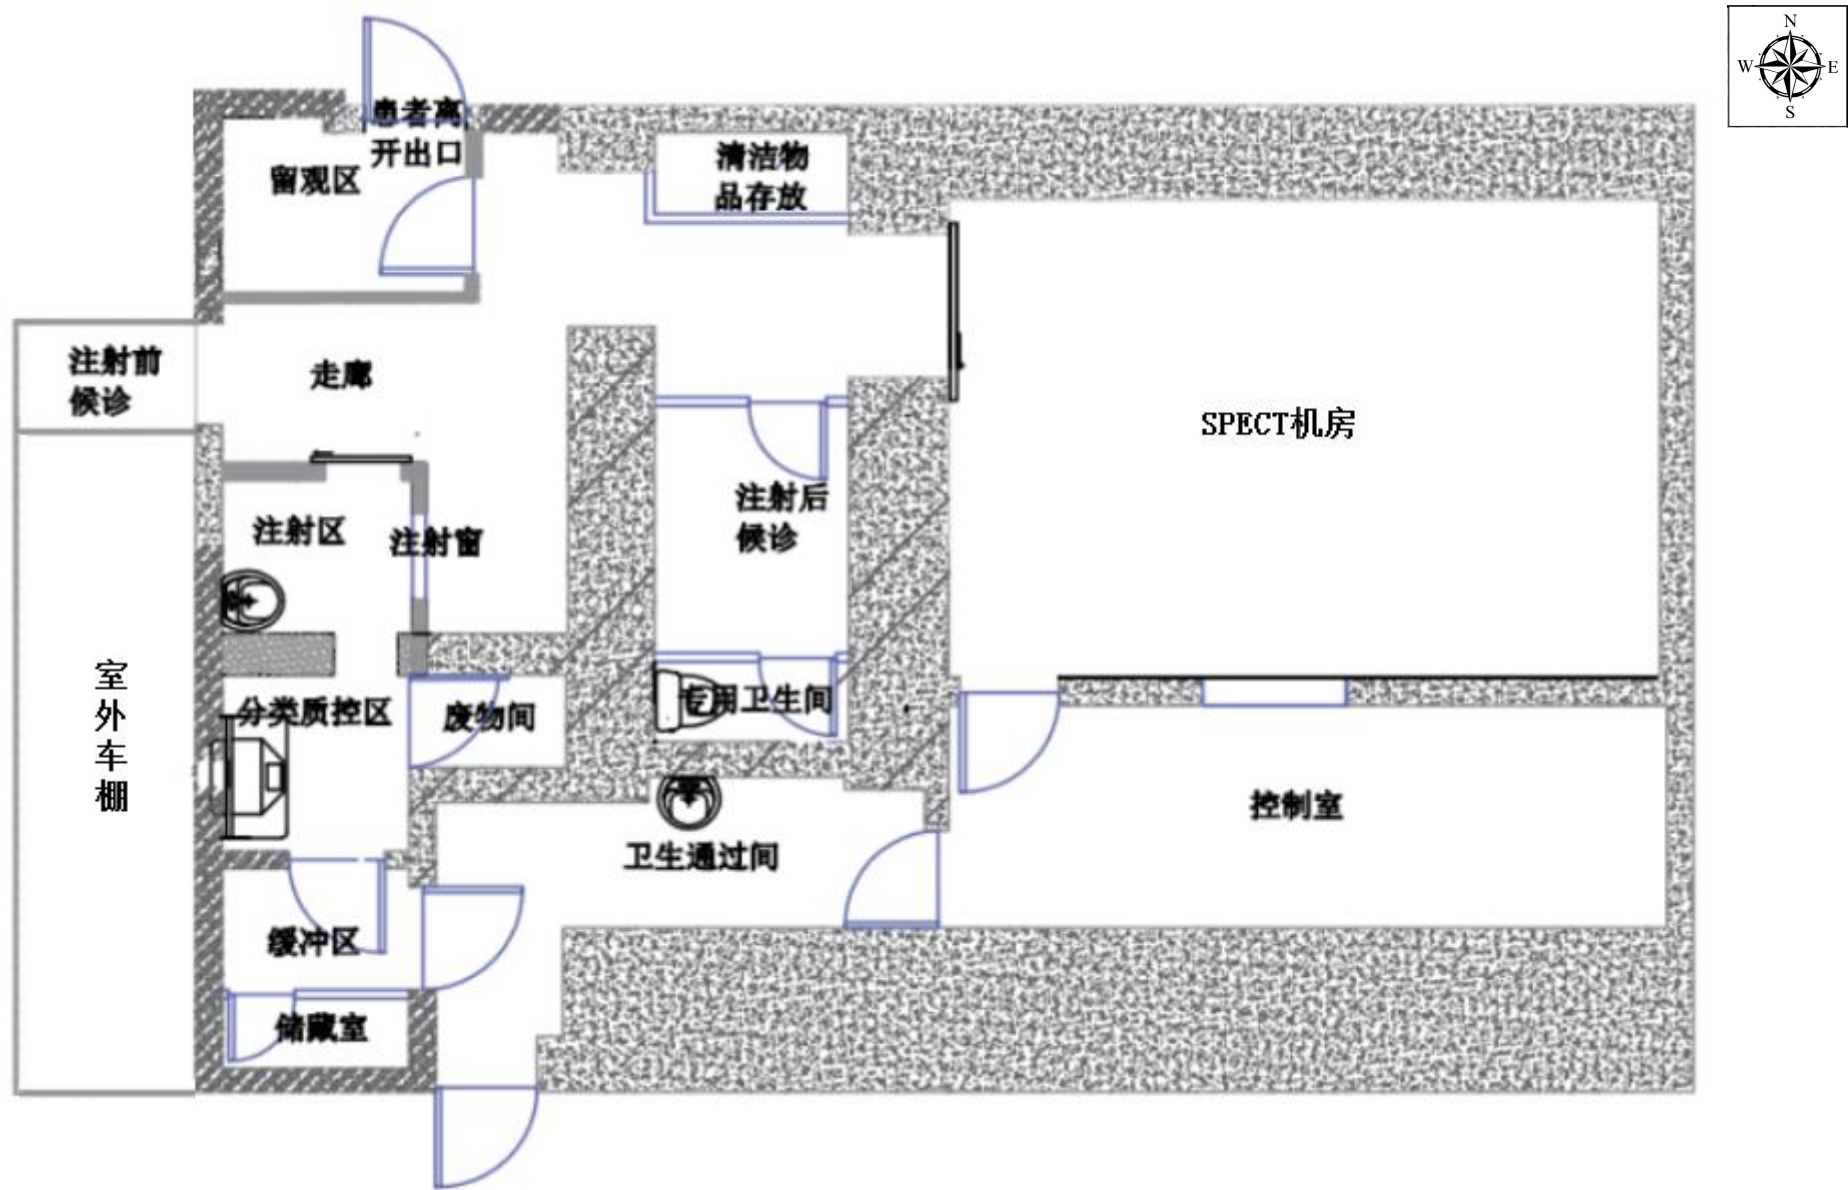 N
W
E
S
患者离
开出口
清洁物
品存放
留观区
注射前
候诊
走廊
SPECT机房
注射区
注射窗
注射后
候诊
室
外
车
棚
分类质控区
废物间
专用卫生间
控制室
卫生通过间
缓冲区
储藏室